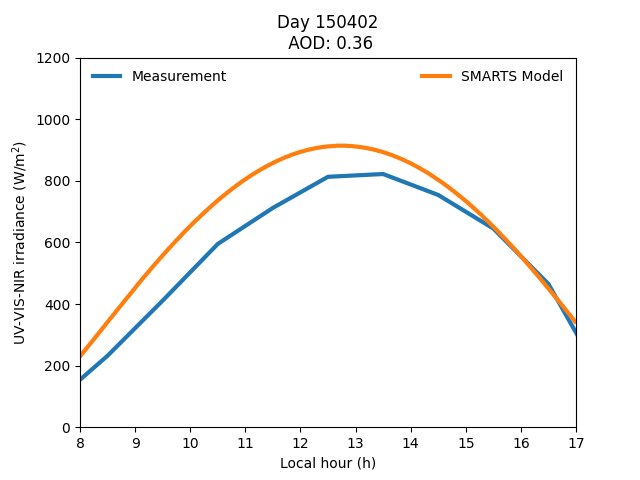 Day 150402
AOD: 0.36
Measurement
SMARTS Model
UV-VIS-NIR irradiance (W/m²)
1200
1000
800
600
400
200
0
8 9 10 11 12 13 14 15 16 17
Local hour (h)